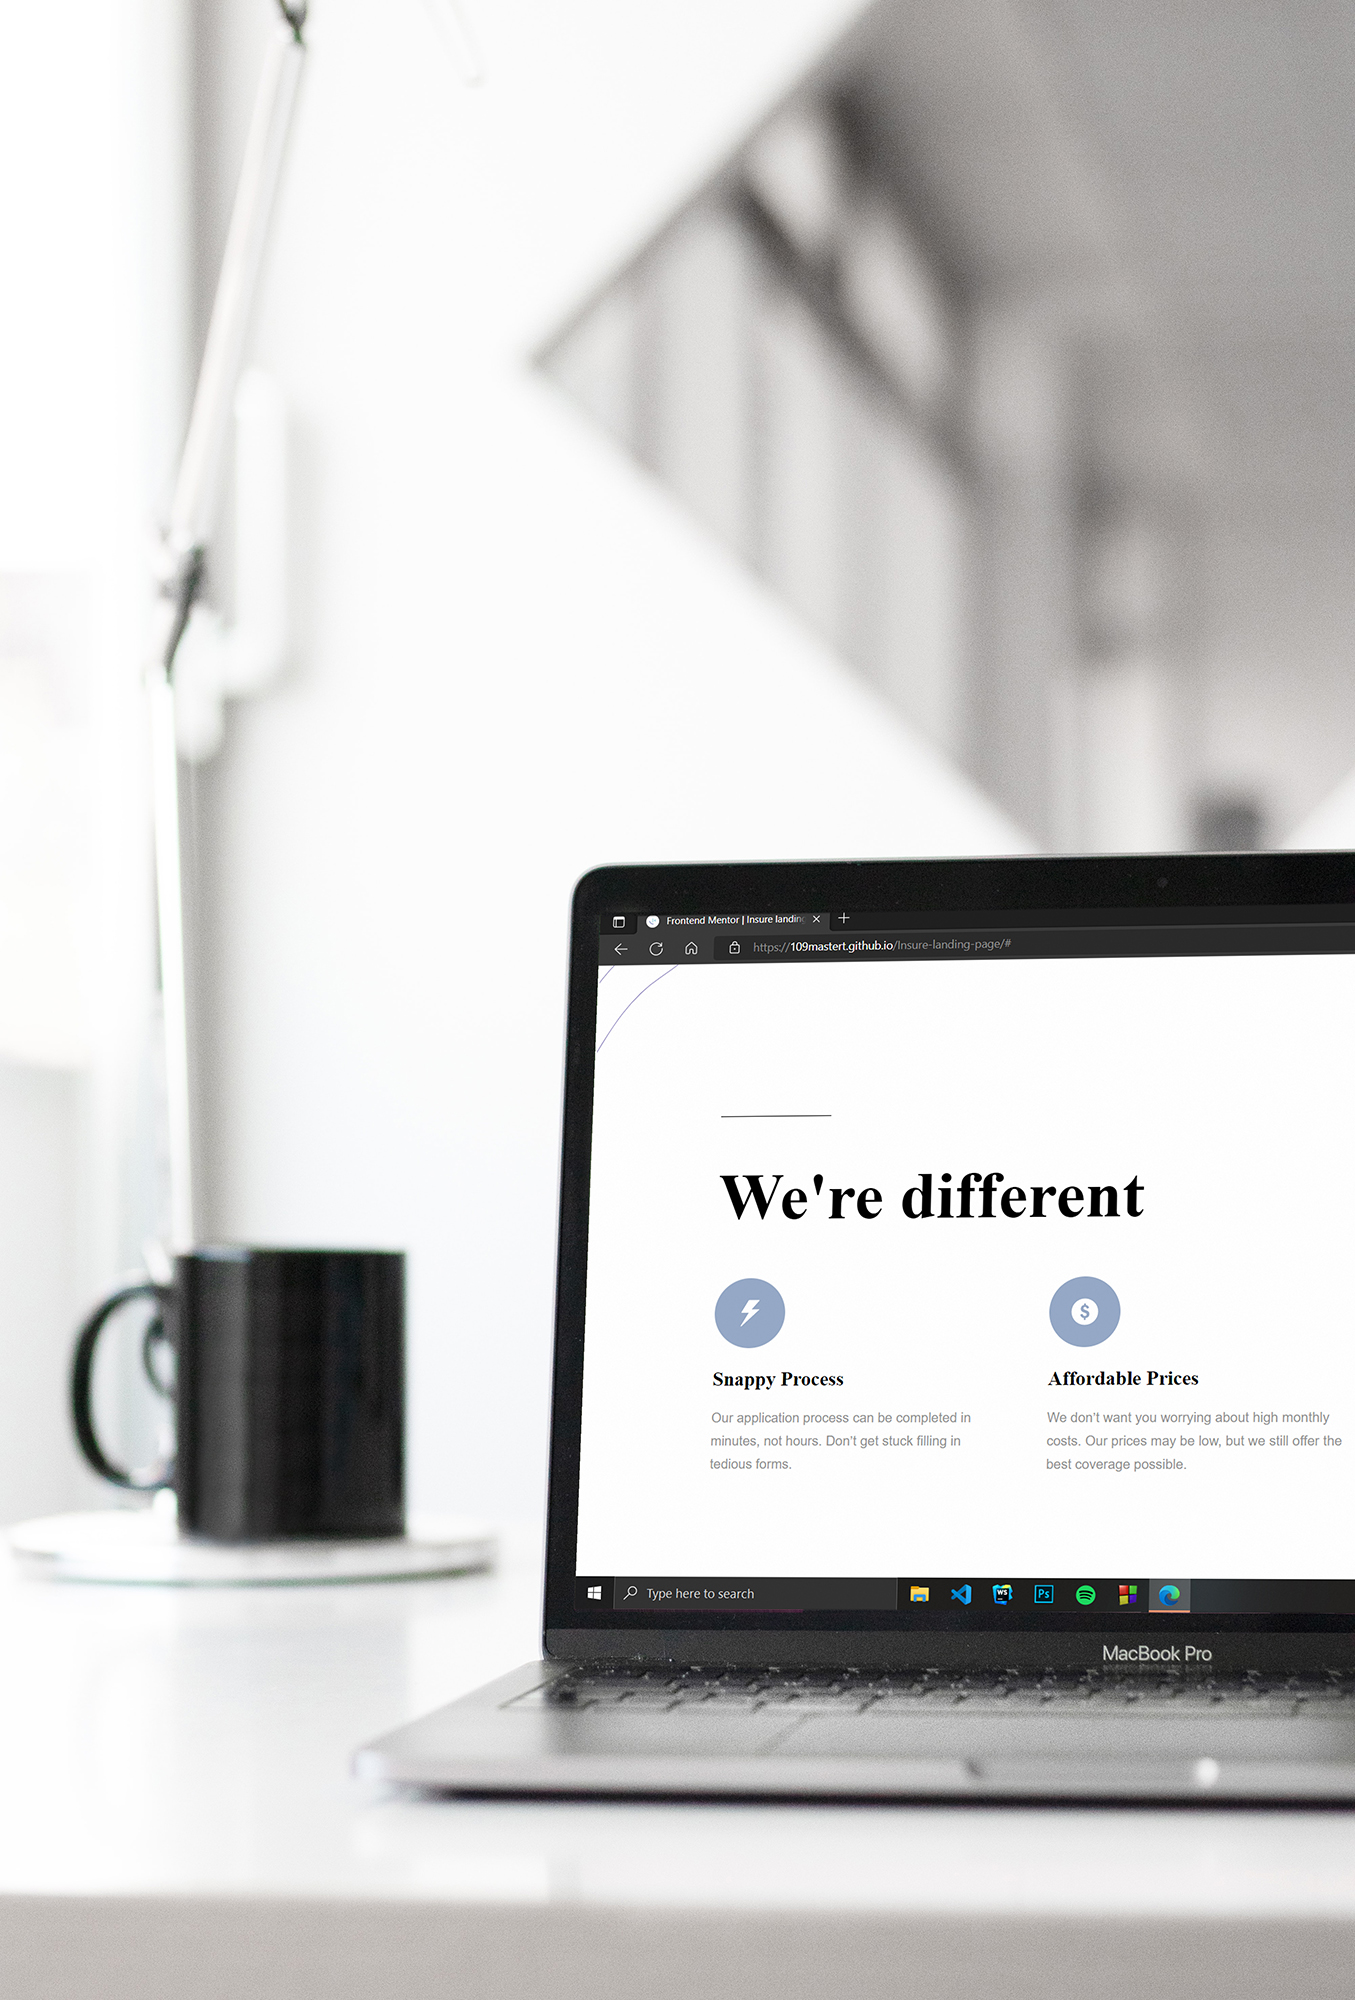 Frontend Mentor | Insure landing
https://109mastert.github.io/Insure-landing-page/#
We're different
Snappy Process
Our application process can be completed in
minutes, not hours. Don't get stuck filling in
tedious forms.
Affordable Prices
We don't want you worrying about high monthly
costs. Our prices may be low, but we still offer the
best coverage possible.
Type here to search
WS
Ps
MacBook Pro